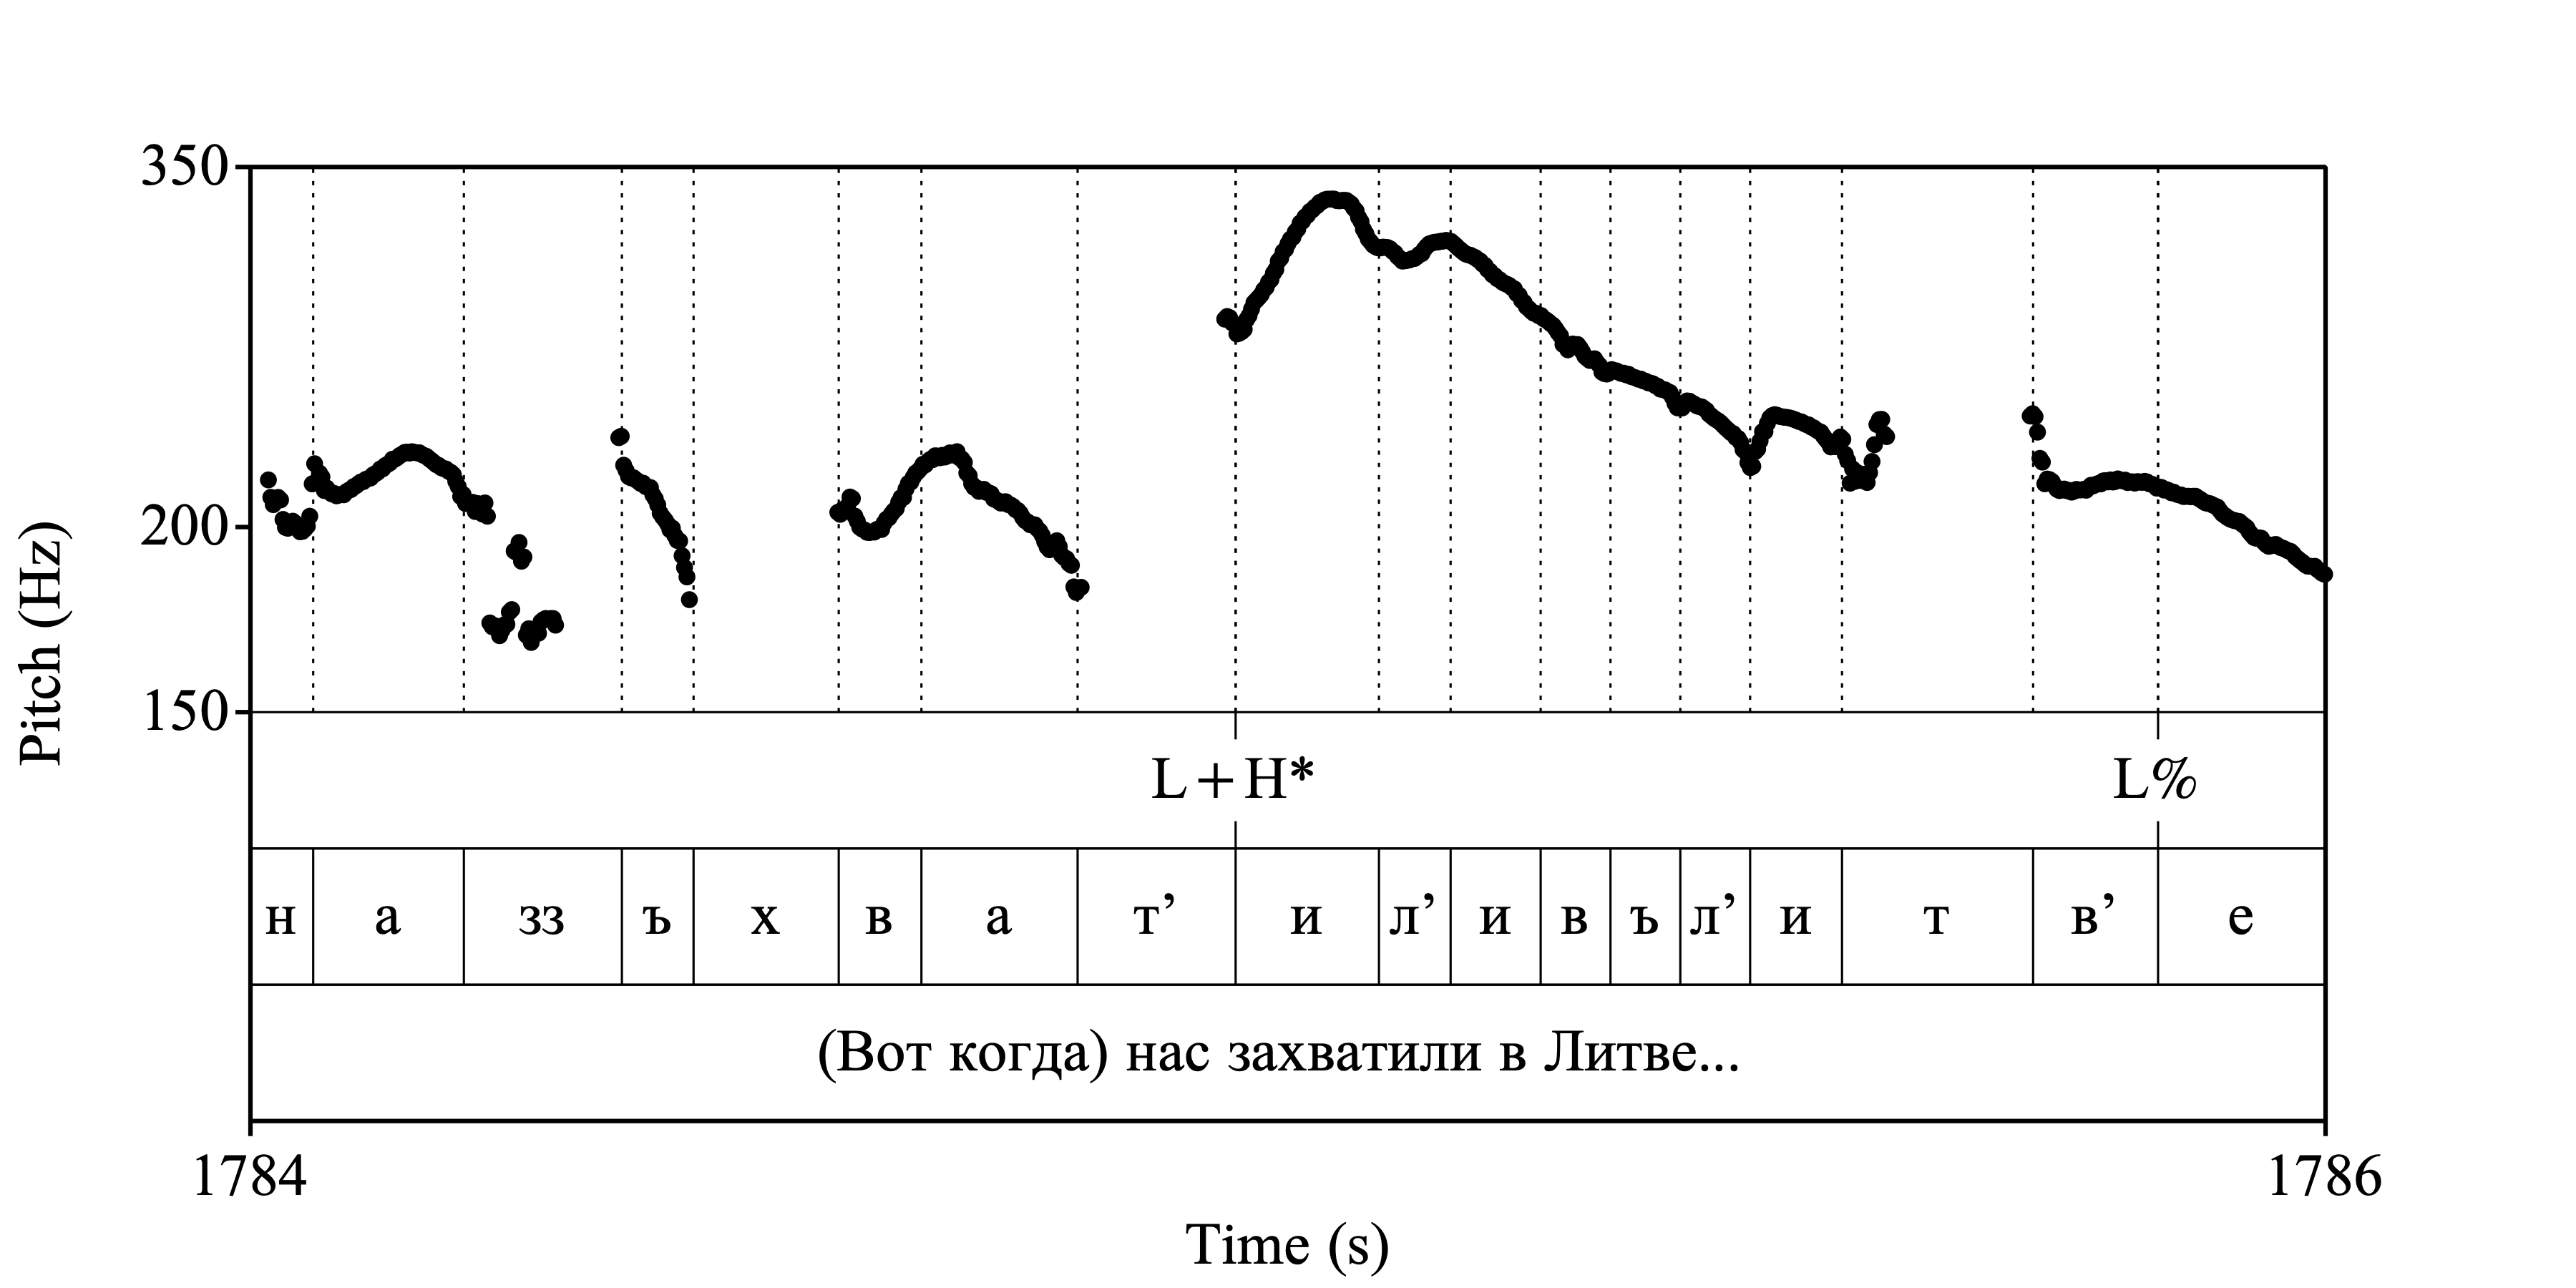 350
200
150
Pitch (Hz)
L+H* L%
н а зз ъ х в а т’ и л’ и в ъ л’ и т в’ е
(Вот когда) нас захватили в Литве...
1784 1786
Time (s)